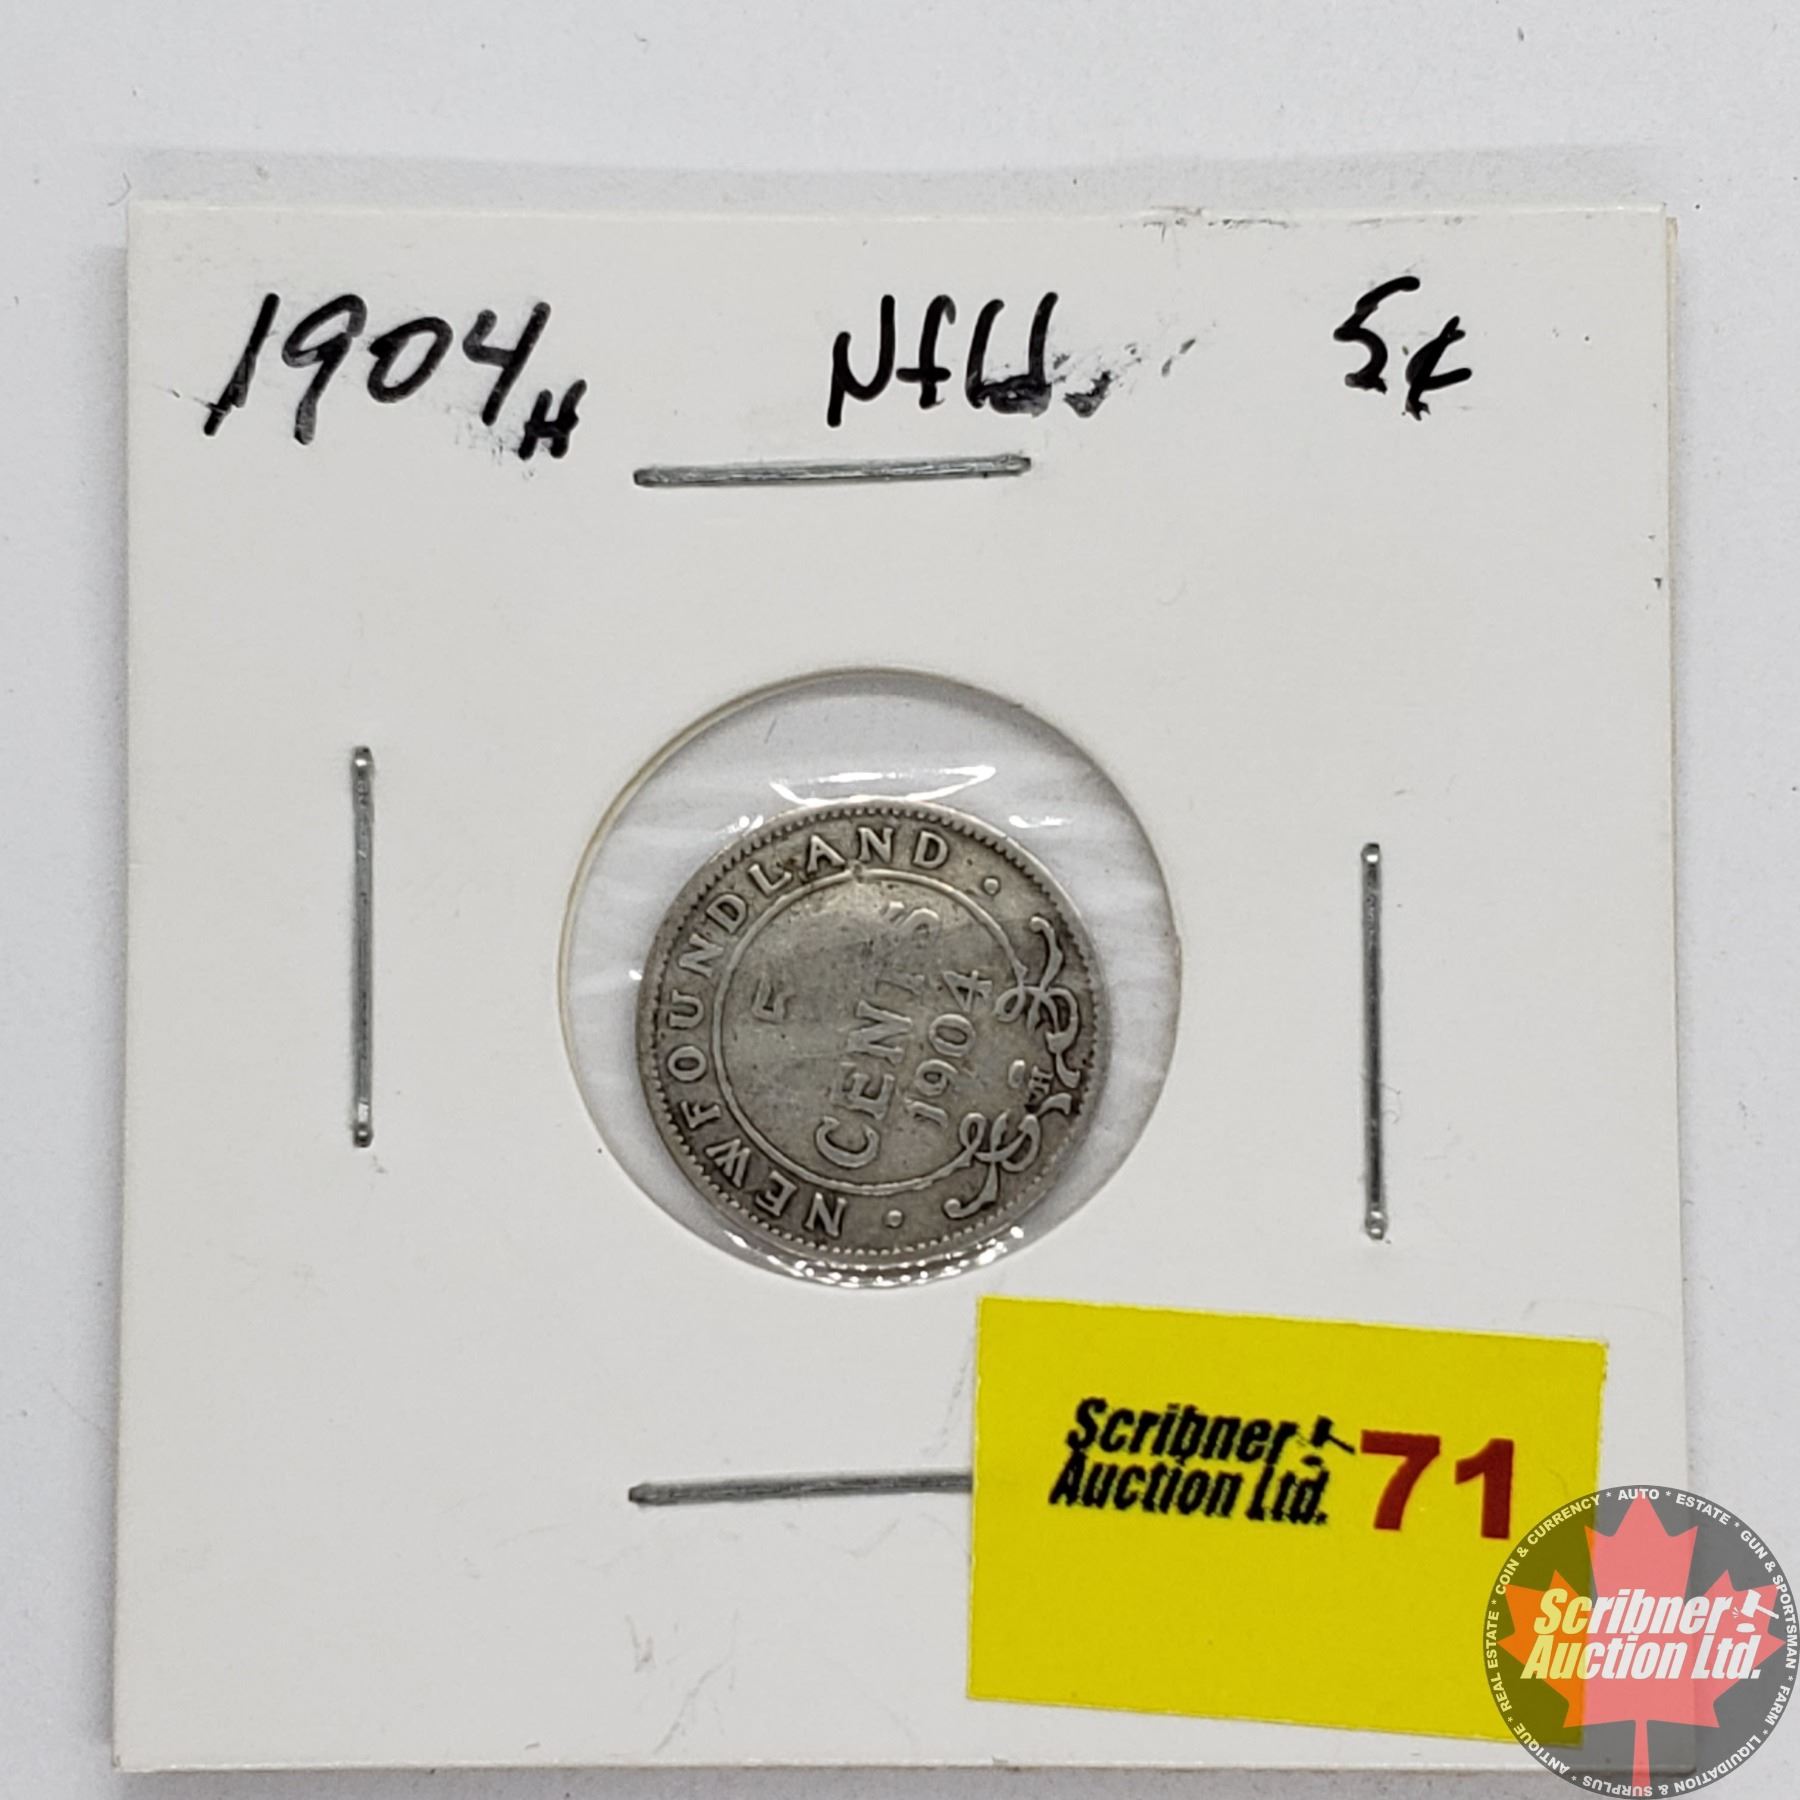 1904H Nfld. 5¢
NEWFOUNDLAND
5
CENTS
1904
H
Scribner
Auction Ltd. 71
COIN & CURRENCY * AUTO * ESTATE * GUN & SPORTSMAN * FARM * LIQUIDATION & SURPLUS * ANTIQUE * REAL ESTATE *
Scribner
Auction Ltd.